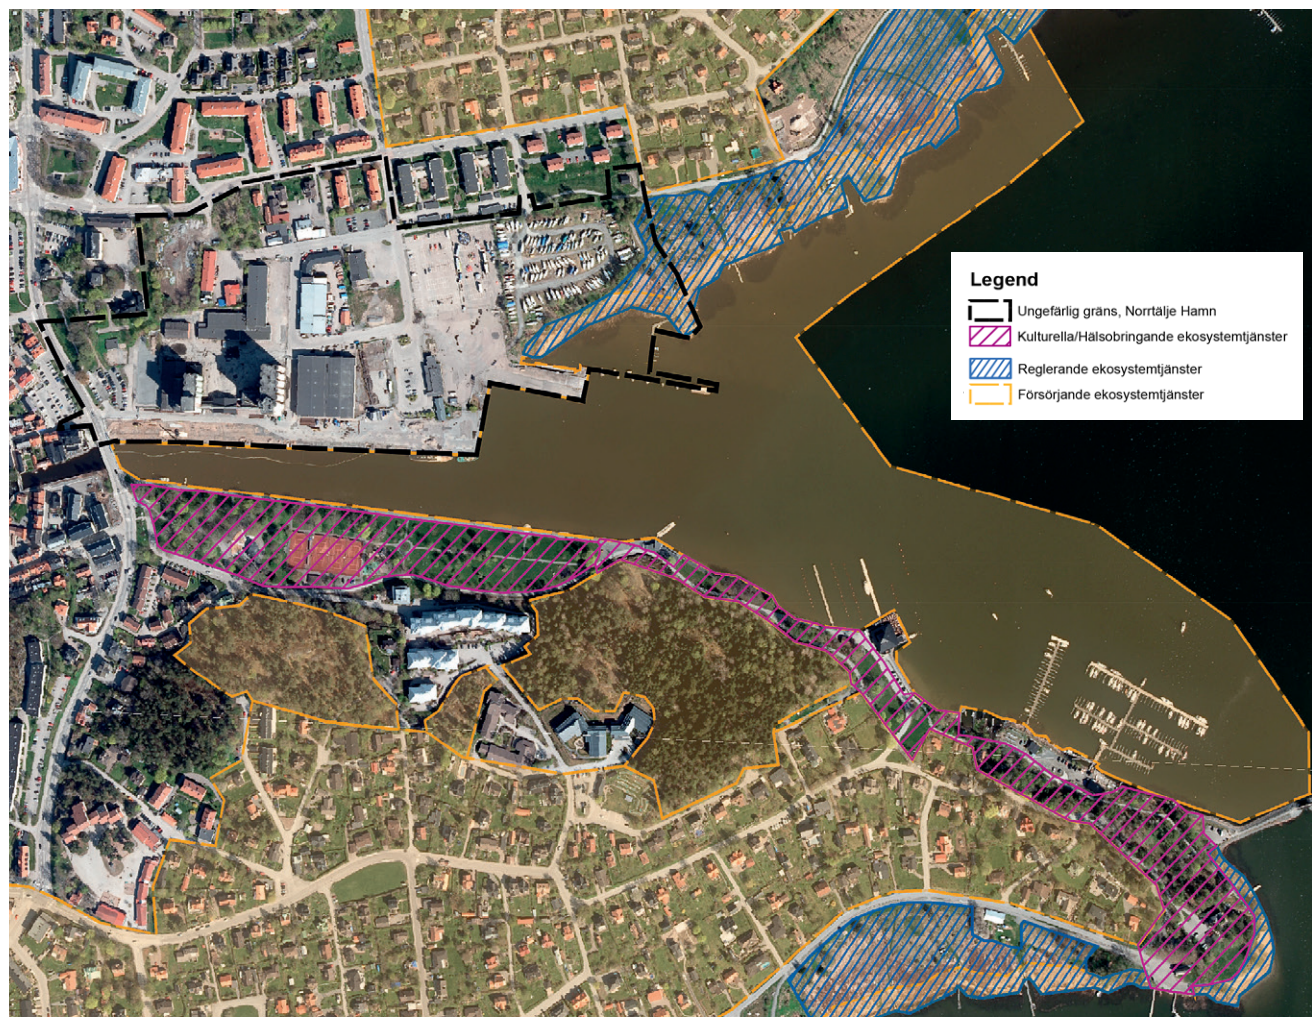 Legend
Ungefärlig gräns, Norrtälje Hamn
Kulturella/Hälsobringande ekosystemtjänster
Reglerande ekosystemtjänster
Försörjande ekosystemtjänster